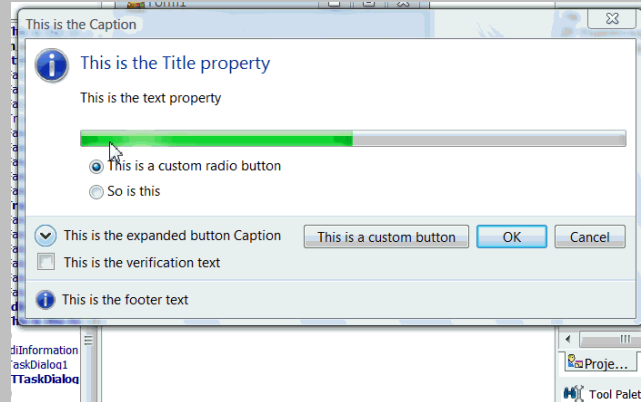 Form1
This is the Caption
This is the Title property
This is the text property
This is a custom radio button
So is this
This is the expanded button Caption
This is a custom button
OK
Cancel
This is the verification text
This is the footer text
diInformation
TaskDialog1
TTaskDialog
Proje...
Tool Palet